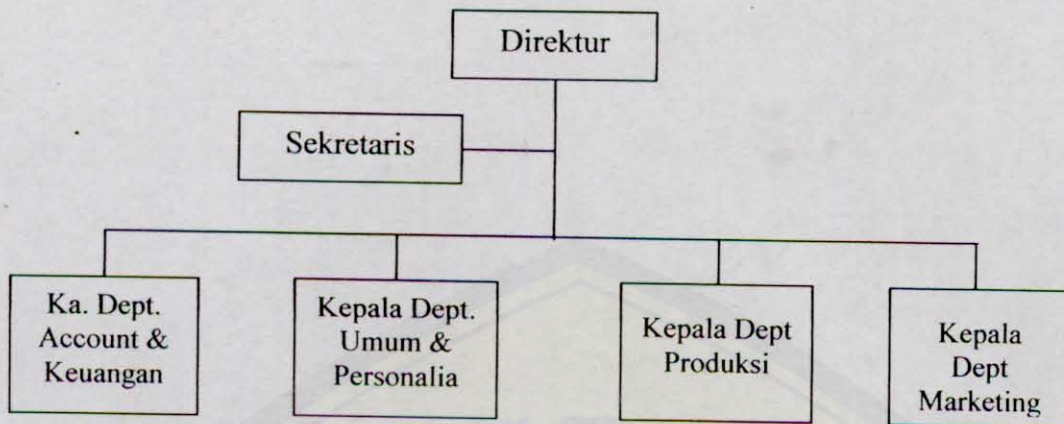 Direktur
Sekretaris
Ka. Dept.
Account &
Keuangan
Kepala Dept.
Umum &
Personalia
Kepala Dept
Produksi
Kepala
Dept
Marketing